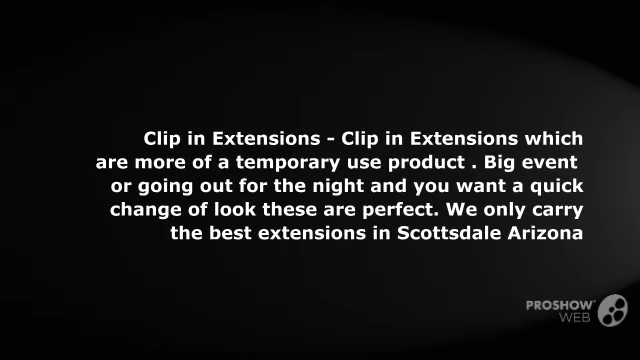 Clip in Extensions - Clip in Extensions which
are more of a temporary use product . Big event
or going out for the night and you want a quick
change of look these are perfect. We only carry
the best extensions in Scottsdale Arizona
PROSHOW
WEB